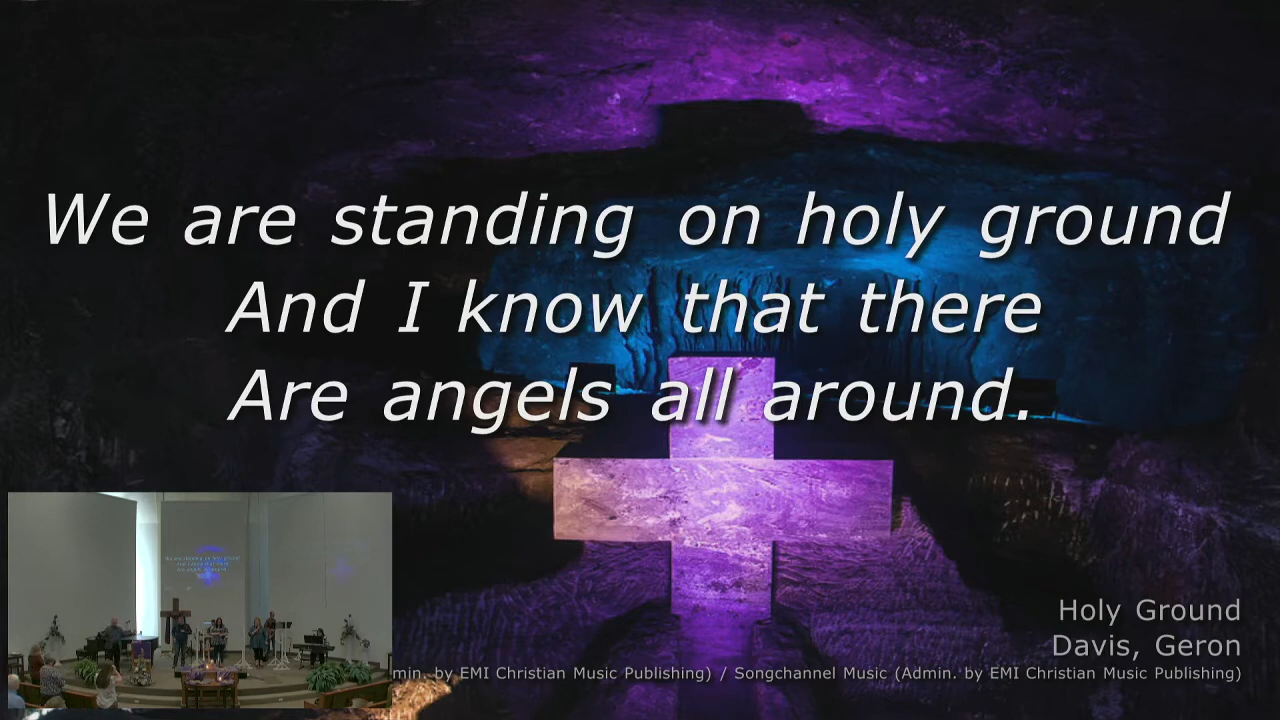 We are standing on holy ground
And I know that there
Are angels all around.
Holy Ground
Davis, Geron
min. by EMI Christian Music Publishing) / Songchannel Music (Admin. by EMI Christian Music Publishing)